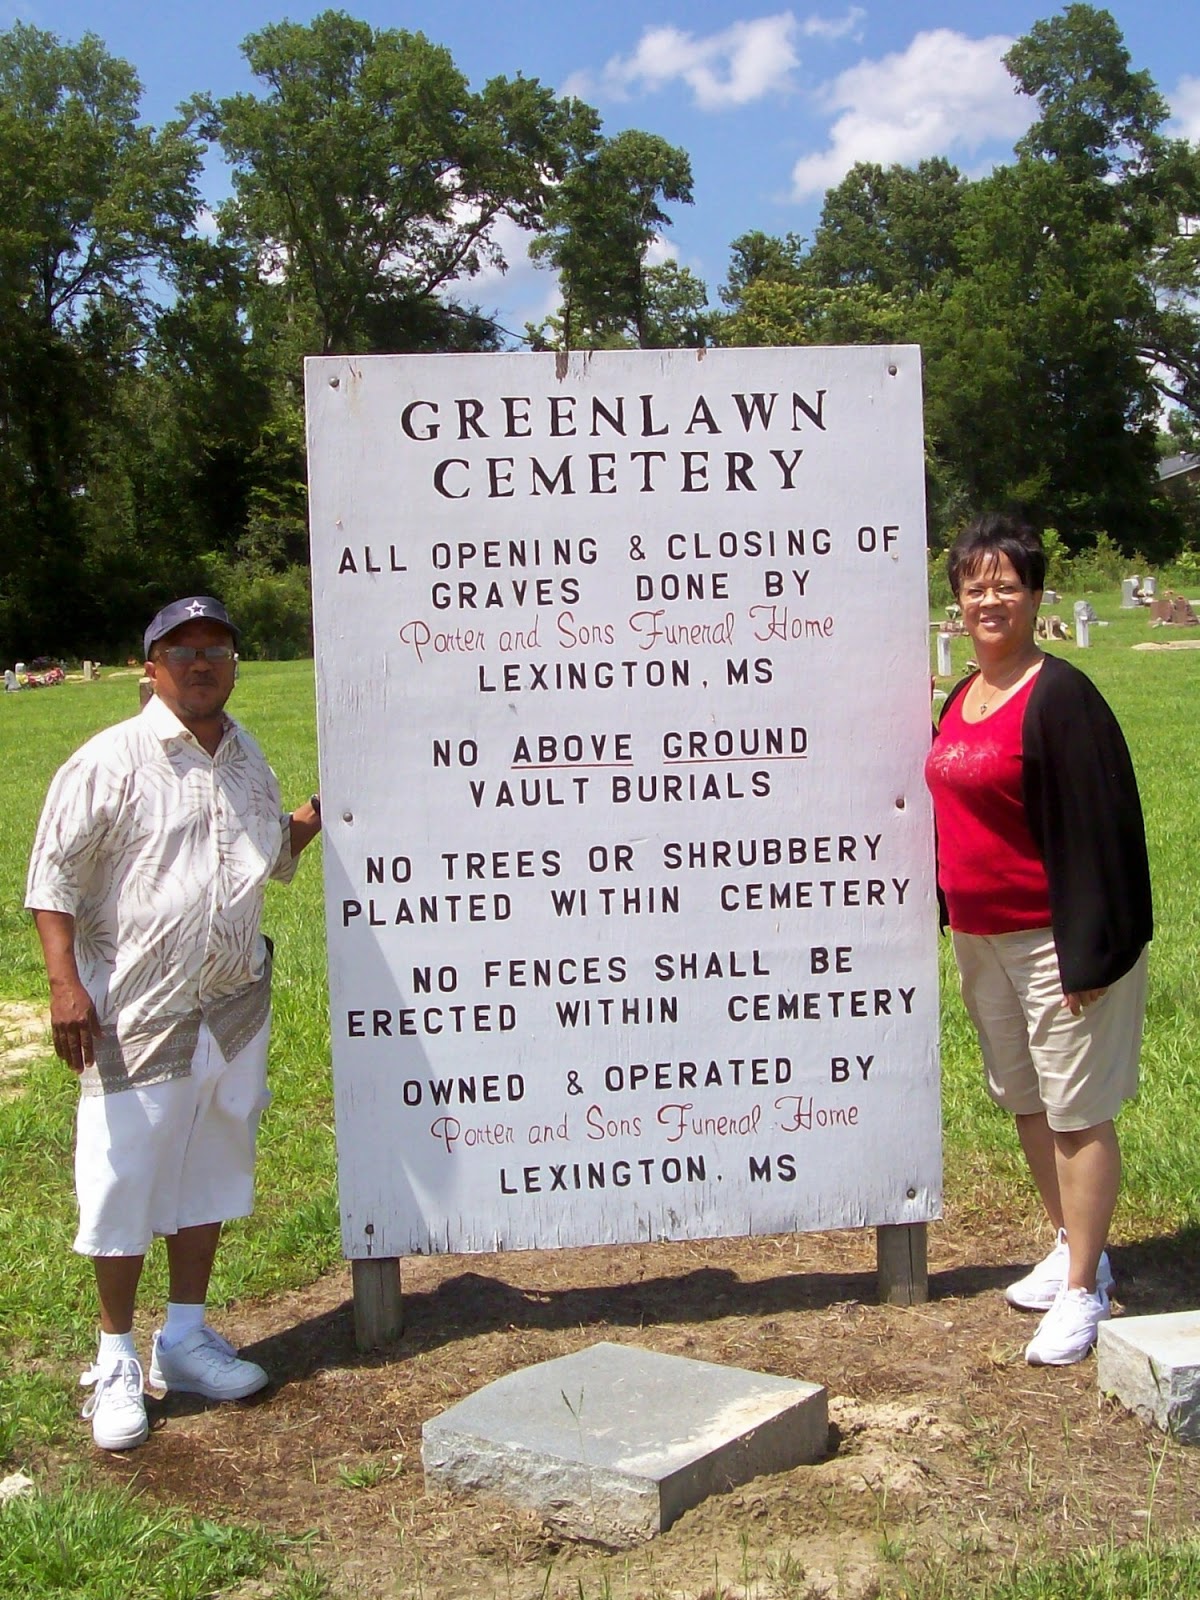 GREENLAWN
CEMETERY
ALL OPENING & CLOSING OF
GRAVES DONE BY
Porter and Sons Funeral Home
LEXINGTON, MS
NO ABOVE GROUND
VAULT BURIALS
NO TREES OR SHRUBBERY
PLANTED WITHIN CEMETERY
NO FENCES SHALL BE
ERECTED WITHIN CEMETERY
OWNED & OPERATED BY
Porter and Sons Funeral Home
LEXINGTON, MS